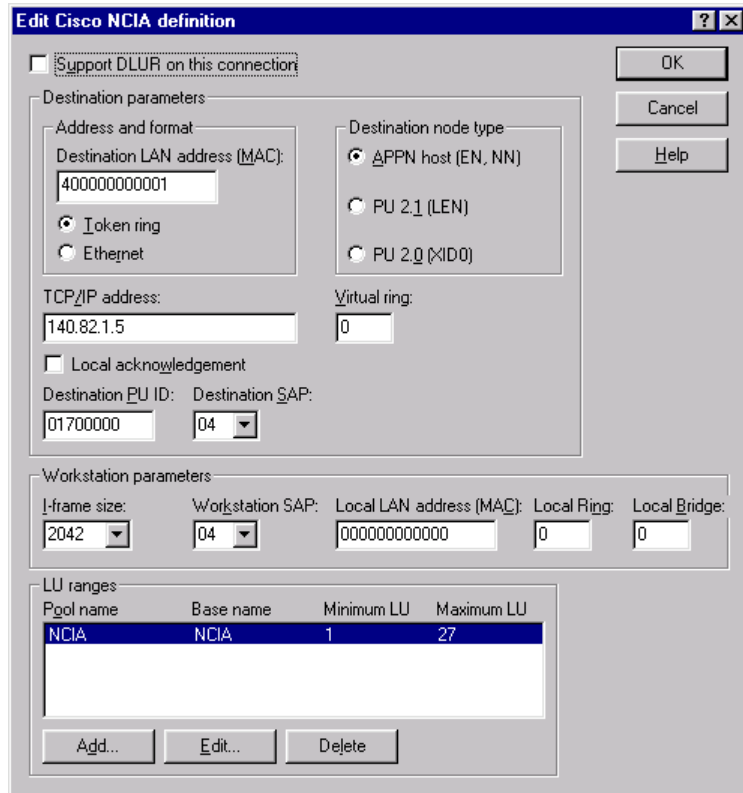 Edit Cisco NCIA definition
Support DLUR on this connection
OK
Cancel
Help
Destination parameters
Address and format
Destination LAN address (MAC):
400000000001
Token ring
Ethernet
Destination node type
APPN host (EN, NN)
PU 2.1 (LEN)
PU 2.0 (XID0)
TCP/IP address:
140.82.1.5
Virtual ring:
0
Local acknowledgement
Destination PU ID:
01700000
Destination SAP:
04
Workstation parameters
I-frame size:
2042
Workstation SAP:
04
Local LAN address (MAC):
000000000000
Local Ring:
0
Local Bridge:
0
LU ranges
Pool name Base name Minimum LU Maximum LU
NCIA NCIA 1 27
Add... Edit... Delete